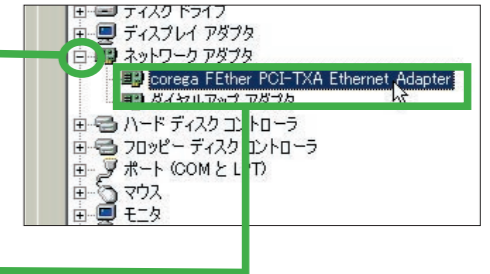 ディスク ドライブ
ディスプレイ アダプタ
ネットワーク アダプタ
corega FEther PCI-TXA Ethernet Adapter
ダイヤルアップ アダプタ
ハード ディスク コントローラ
フロッピー ディスク コントローラ
ポート (COM と LPT)
マウス
モニタ